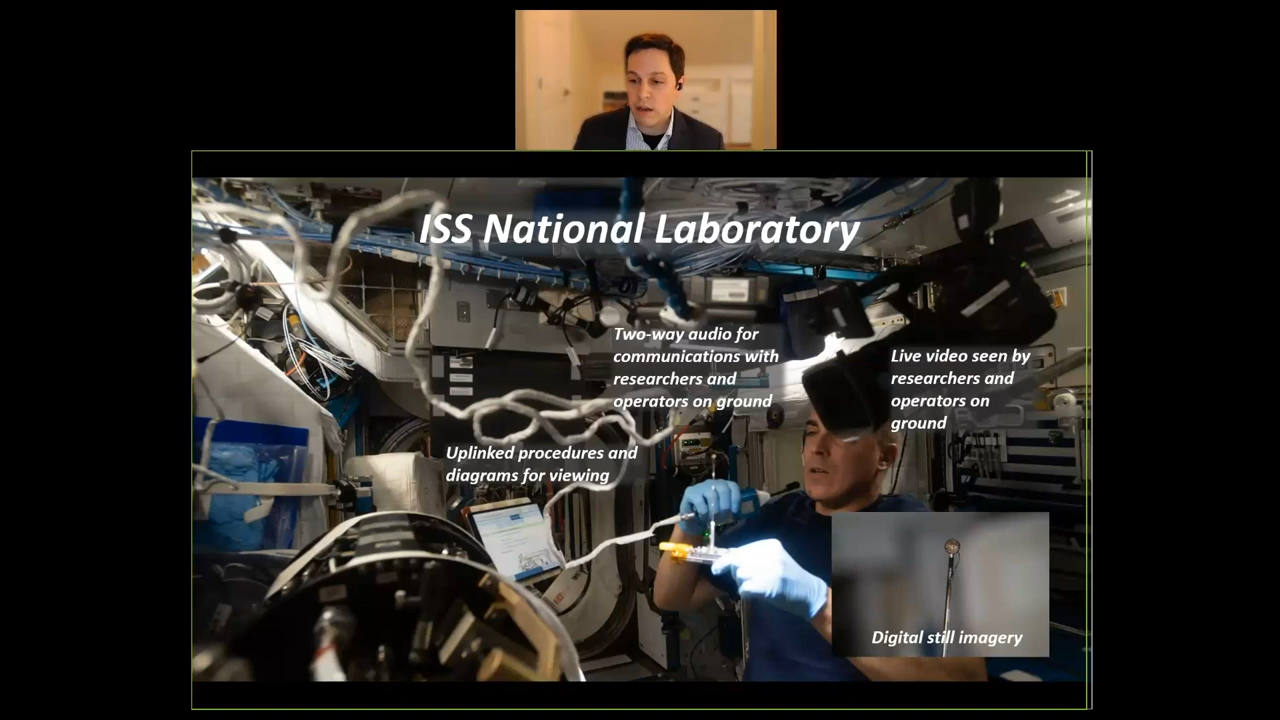 ISS National Laboratory
Two-way audio for
communications with
researchers and
operators on ground
Live video seen by
researchers and
operators on
ground
Uplinked procedures and
diagrams for viewing
Digital still imagery